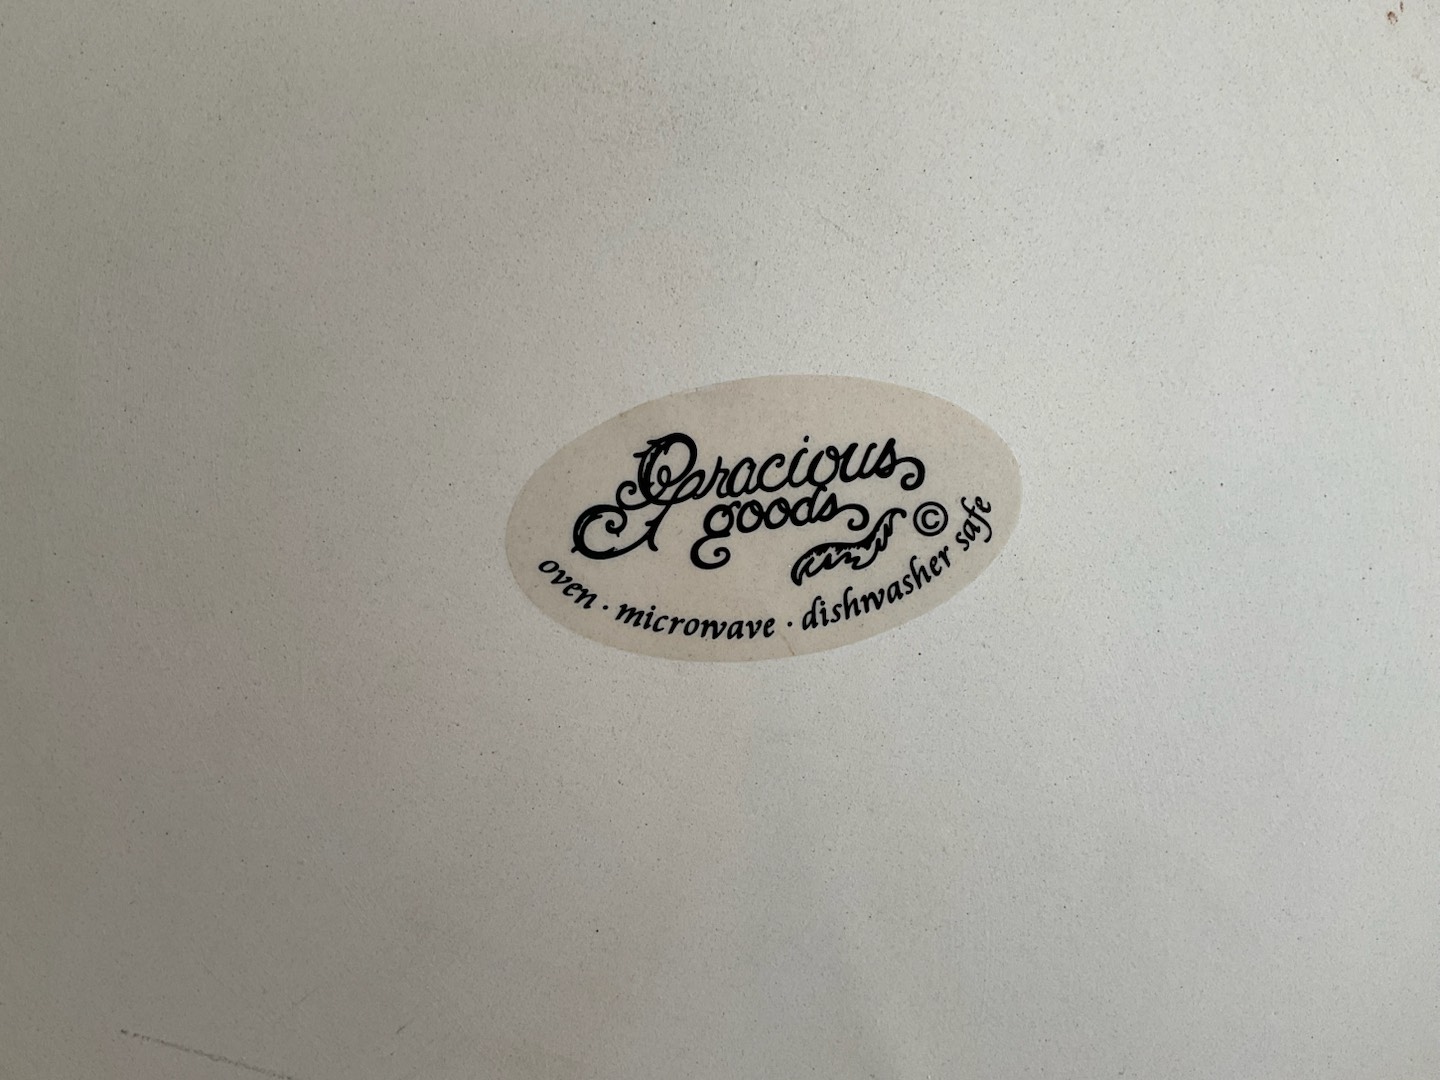 Gracious
goods
©
oven · microwave · dishwasher safe